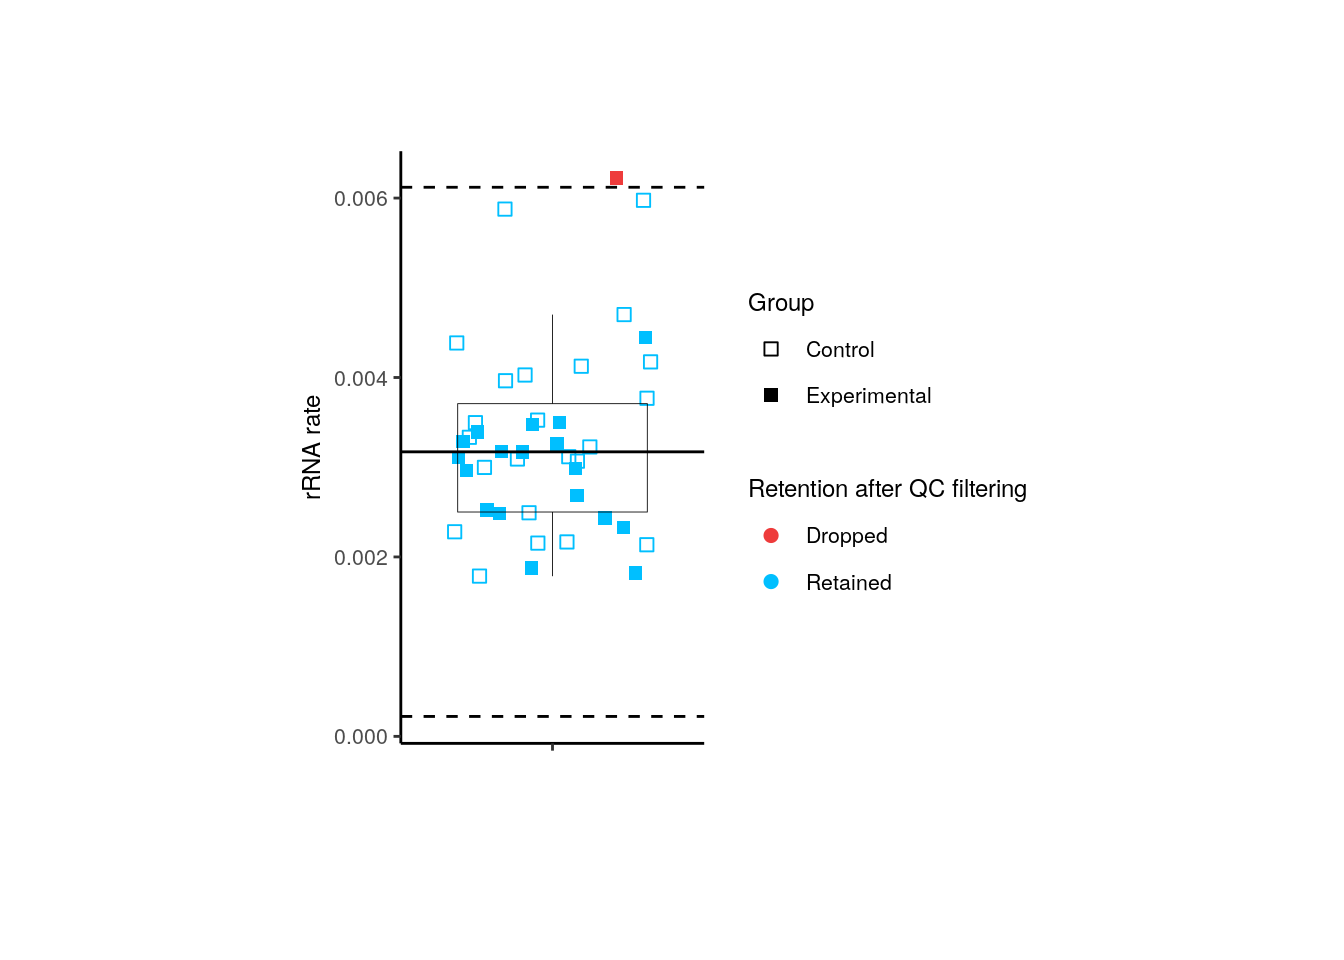 rRNA rate
0.006
0.004
0.002
0.000
Group
Control
Experimental
Retention after QC filtering
Dropped
Retained